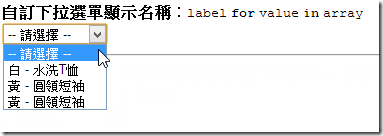 自訂下拉選單顯示名稱：label for value in array
-- 請選擇 --
-- 請選擇 --
白 - 水洗T恤
黃 - 圓領短袖
黃 - 圓領短袖